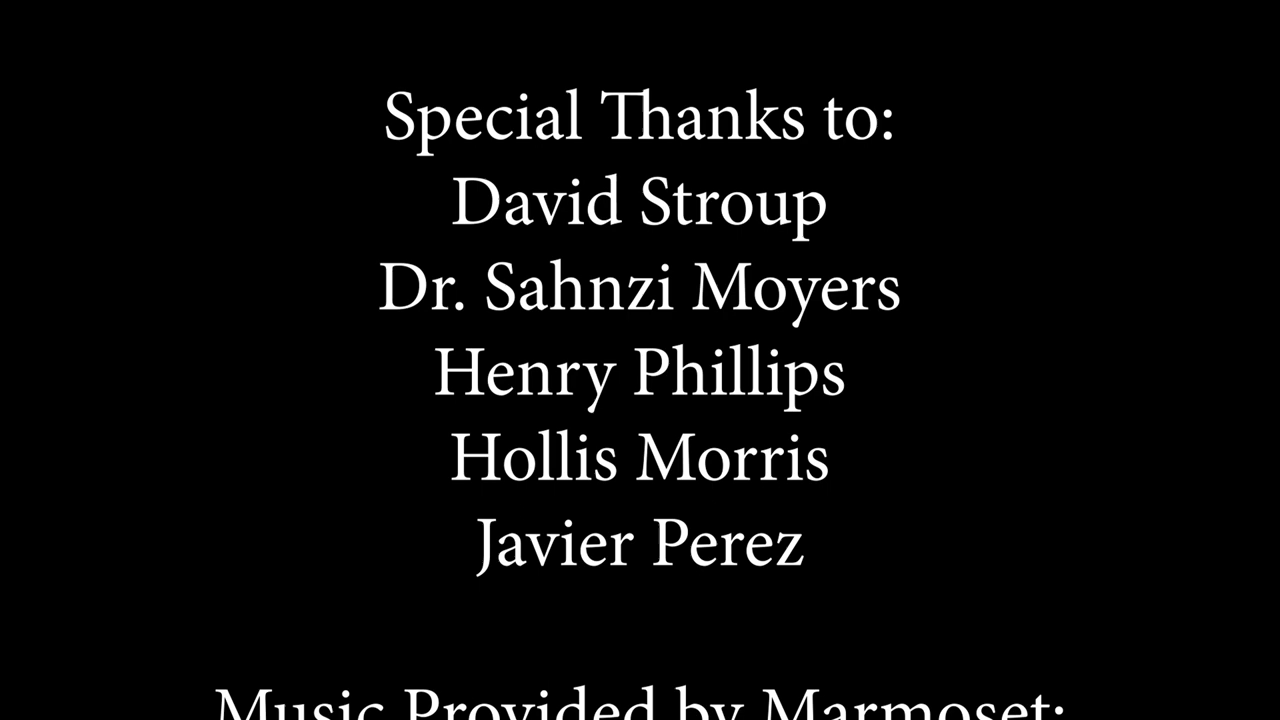 Special Thanks to:
David Stroup
Dr. Sahnzi Moyers
Henry Phillips
Hollis Morris
Javier Perez
Music Provided by Marmoset: